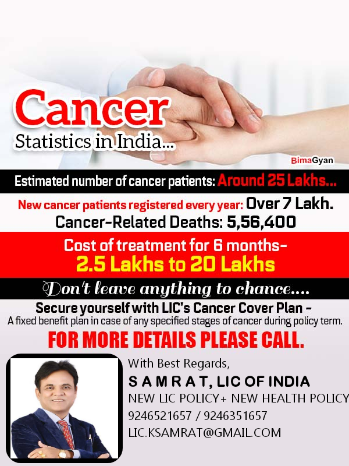 Cancer
Statistics in India...
BimaGyan
Estimated number of cancer patients: Around 25 Lakhs...
New cancer patients registered every year: Over 7 Lakh.
Cancer-Related Deaths: 5,56,400
Cost of treatment for 6 months-
2.5 Lakhs to 20 Lakhs
Don't leave anything to chance....
Secure yourself with LIC's Cancer Cover Plan -
A fixed benefit plan in case of any specified stages of cancer during policy term.
FOR MORE DETAILS PLEASE CALL.
With Best Regards,
S A M R A T, LIC OF INDIA
NEW LIC POLICY+ NEW HEALTH POLICY
9246521657 / 9246351657
LIC.KSAMRAT@GMAIL.COM